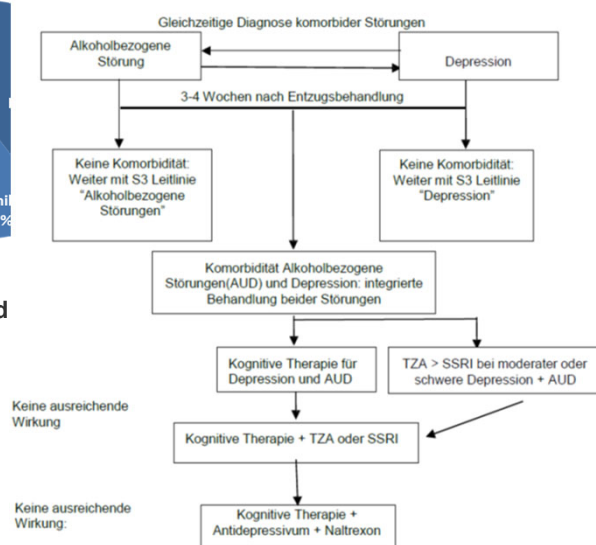 Gleichzeitige Diagnose komorbider Störungen
Alkoholbezogene
Störung
Depression
3-4 Wochen nach Entzugsbehandlung
Keine Komorbidität:
Weiter mit S3 Leitlinie
"Alkoholbezogene
Störungen"
Keine Komorbidität:
Weiter mit S3 Leitlinie
"Depression"
%
Komorbidität Alkoholbezogene
Störungen(AUD) und Depression: integrierte
Behandlung beider Störungen
d
Kognitive Therapie für
Depression und AUD
TZA > SSRI bei moderater oder
schwere Depression + AUD
Keine ausreichende
Wirkung
Kognitive Therapie + TZA oder SSRI
Keine ausreichende
Wirkung:
Kognitive Therapie +
Antidepressivum + Naltrexon